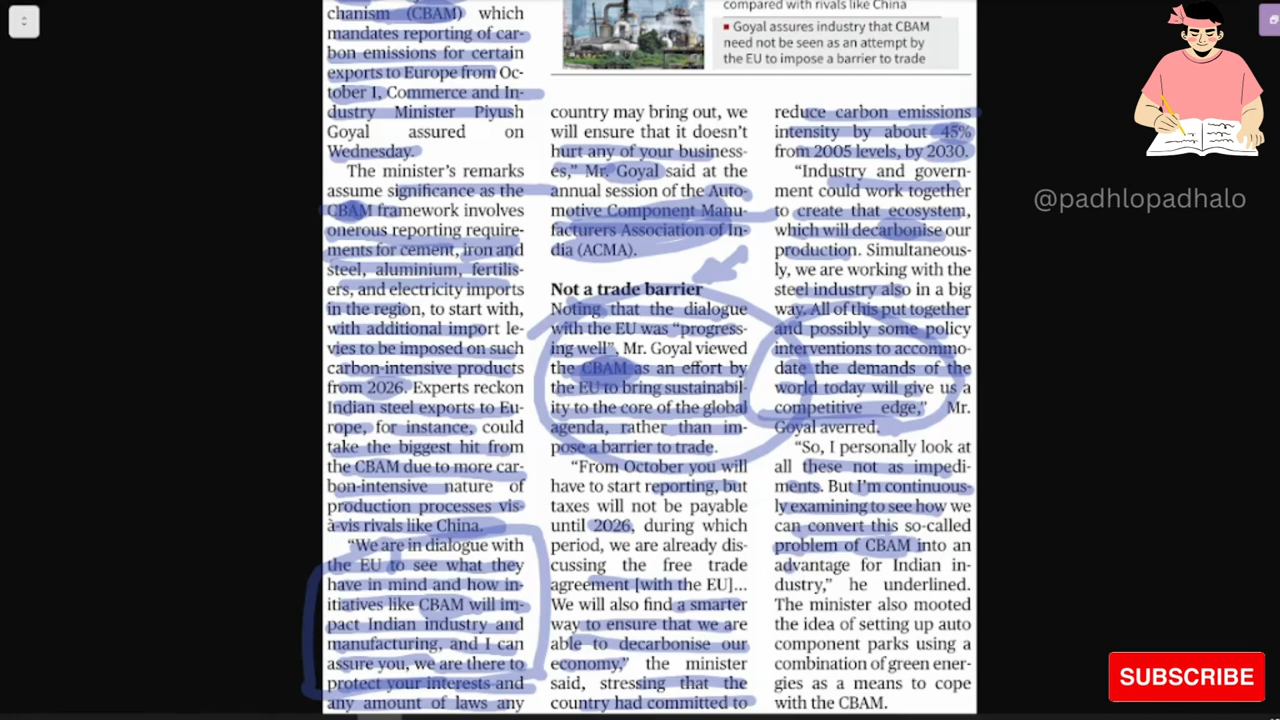 chanism (CBAM) which
mandates reporting of car-
bon emissions for certain
exports to Europe from Oc-
tober 1, Commerce and In-
dustry Minister Piyush
Goyal assured on
Wednesday.
The minister's remarks
assume significance as the
CBAM framework involves
onerous reporting require-
ments for cement, iron and
steel, aluminium, fertilis-
ers, and electricity imports
in the region, to start with,
with additional import le-
vies to be imposed on such
carbon-intensive products
from 2026. Experts reckon
Indian steel exports to Eu-
rope, for instance, could
take the biggest hit from
the CBAM due to more car-
bon-intensive nature of
production processes vis-
à-vis rivals like China.
"We are in dialogue with
the EU to see what they
have in mind and how in-
itiatives like CBAM will im-
pact Indian industry and
manufacturing, and I can
assure you, we are there to
protect your interests and
any amount of laws any
compared with rivals like China
▪ Goyal assures industry that CBAM
need not be seen as an attempt by
the EU to impose a barrier to trade
country may bring out, we
will ensure that it doesn't
hurt any of your business-
es," Mr. Goyal said at the
annual session of the Auto-
motive Component Manu-
facturers Association of In-
dia (ACMA).
Not a trade barrier
Noting that the dialogue
with the EU was "progress-
ing well", Mr. Goyal viewed
the CBAM as an effort by
the EU to bring sustainabil-
ity to the core of the global
agenda, rather than im-
pose a barrier to trade.
"From October you will
have to start reporting, but
taxes will not be payable
until 2026, during which
period, we are already dis-
cussing the free trade
agreement [with the EU]...
We will also find a smarter
way to ensure that we are
able to decarbonise our
economy," the minister
said, stressing that the
country had committed to
reduce carbon emissions
intensity by about 45%
from 2005 levels, by 2030.
"Industry and govern-
ment could work together
to create that ecosystem,
which will decarbonise our
production. Simultaneous-
ly, we are working with the
steel industry also in a big
way. All of this put together
and possibly some policy
interventions to accommo-
date the demands of the
world today will give us a
competitive edge," Mr.
Goyal averred.
"So, I personally look at
all these not as impedi-
ments. But I'm continuous-
ly examining to see how we
can convert this so-called
problem of CBAM into an
advantage for Indian in-
dustry," he underlined.
The minister also mooted
the idea of setting up auto
component parks using a
combination of green ener-
gies as a means to cope
with the CBAM.
@padhlopadhalo
SUBSCRIBE